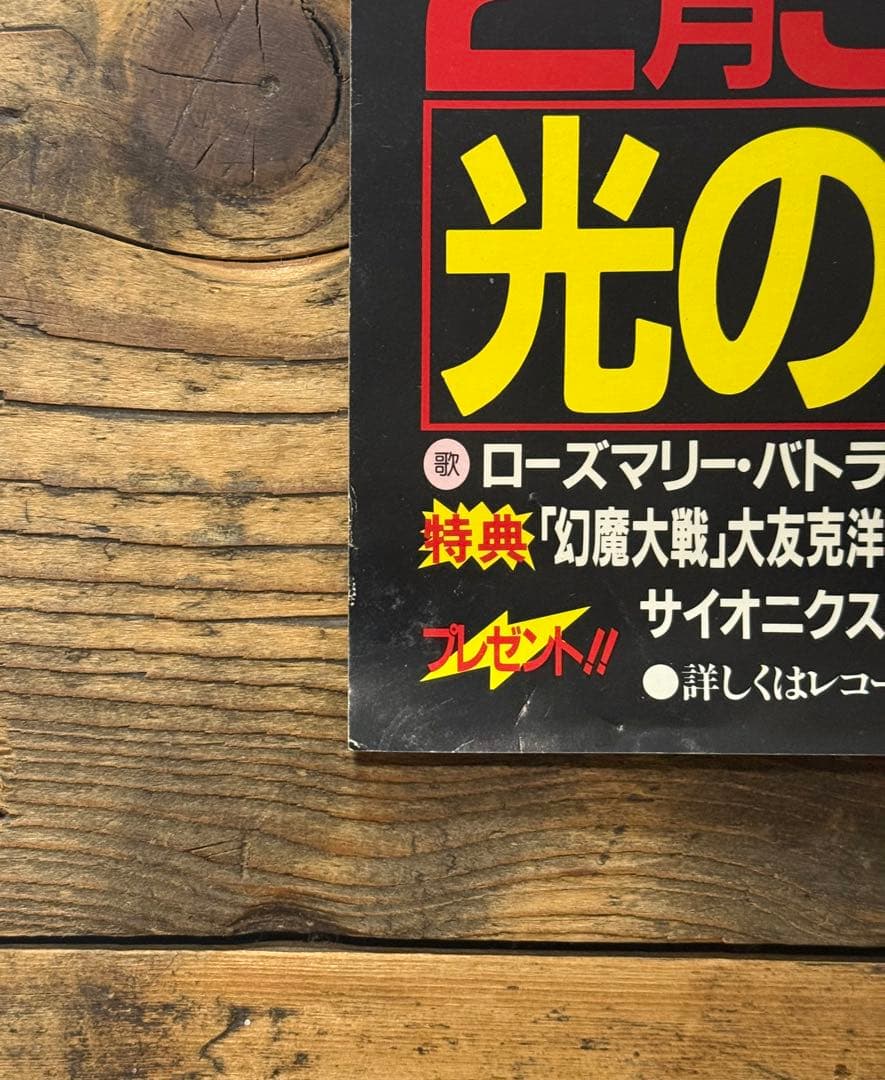 2月
光の
歌 ローズマリー・バトラ
特典 「幻魔大戦」大友克洋
プレゼント!! サイオニクス
●詳しくはレコー